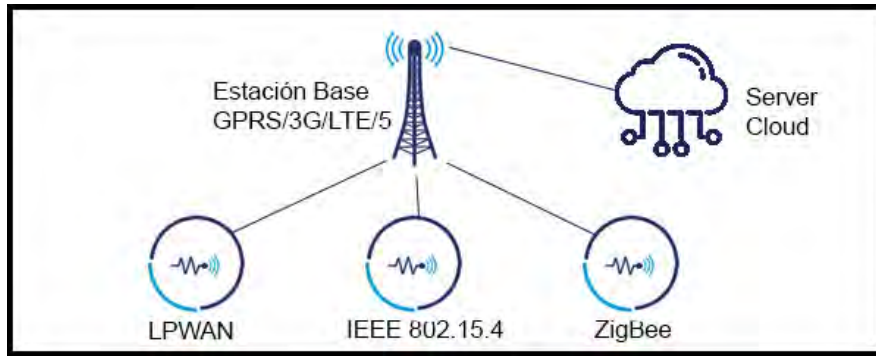 Estación Base
GPRS/3G/LTE/5
Server
Cloud
LPWAN
IEEE 802.15.4
ZigBee